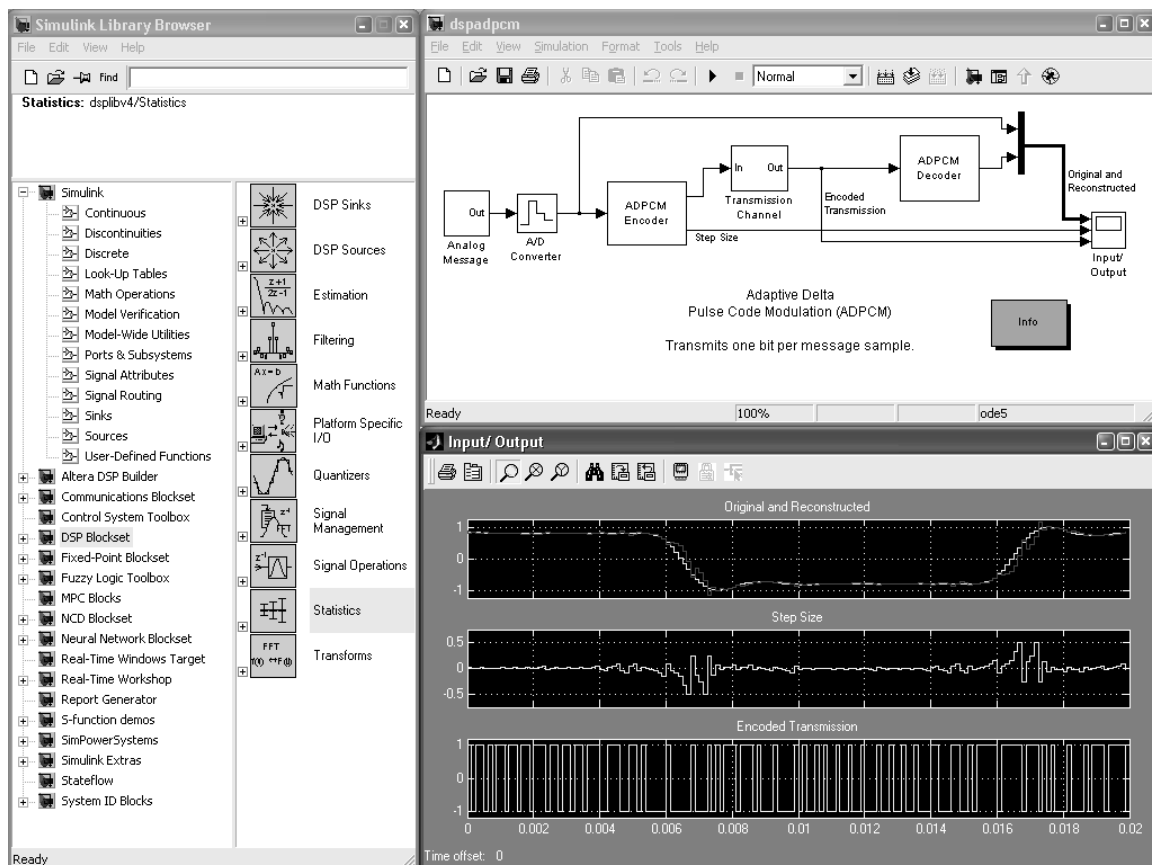 Simulink Library Browser
File Edit View Help
Find
Statistics: dsplibv4/Statistics
Simulink
Continuous
Discontinuities
Discrete
Look-Up Tables
Math Operations
Model Verification
Model-Wide Utilities
Ports & Subsystems
Signal Attributes
Signal Routing
Sinks
Sources
User-Defined Functions
Altera DSP Builder
Communications Blockset
Control System Toolbox
DSP Blockset
Fixed-Point Blockset
Fuzzy Logic Toolbox
MPC Blocks
NCD Blockset
Neural Network Blockset
Real-Time Windows Target
Real-Time Workshop
Report Generator
S-function demos
SimPowerSystems
Simulink Extras
Stateflow
System ID Blocks
DSP Sinks
DSP Sources
z+1
2z-1
Estimation
Filtering
Ax=b
Math Functions
Platform Specific
I/O
Quantizers
z-1
Signal
Management
z-1
Signal Operations
Statistics
FFT
Transforms
Ready
dspadpcm
File Edit View Simulation Format Tools Help
Normal
Out
Analog
Message
A/D
Converter
ADPCM
Encoder
In Out
Transmission
Channel
Encoded
Transmission
Step Size
ADPCM
Decoder
Original and
Reconstructed
Input/
Output
Adaptive Delta
Pulse Code Modulation (ADPCM)
Transmits one bit per message sample.
Info
Ready 100% ode5
Input/ Output
Original and Reconstructed
1
0
-1
Step Size
0.5
0
-0.5
Encoded Transmission
1
0
-1
0 0.002 0.004 0.006 0.008 0.01 0.012 0.014 0.016 0.018 0.02
Time offset: 0